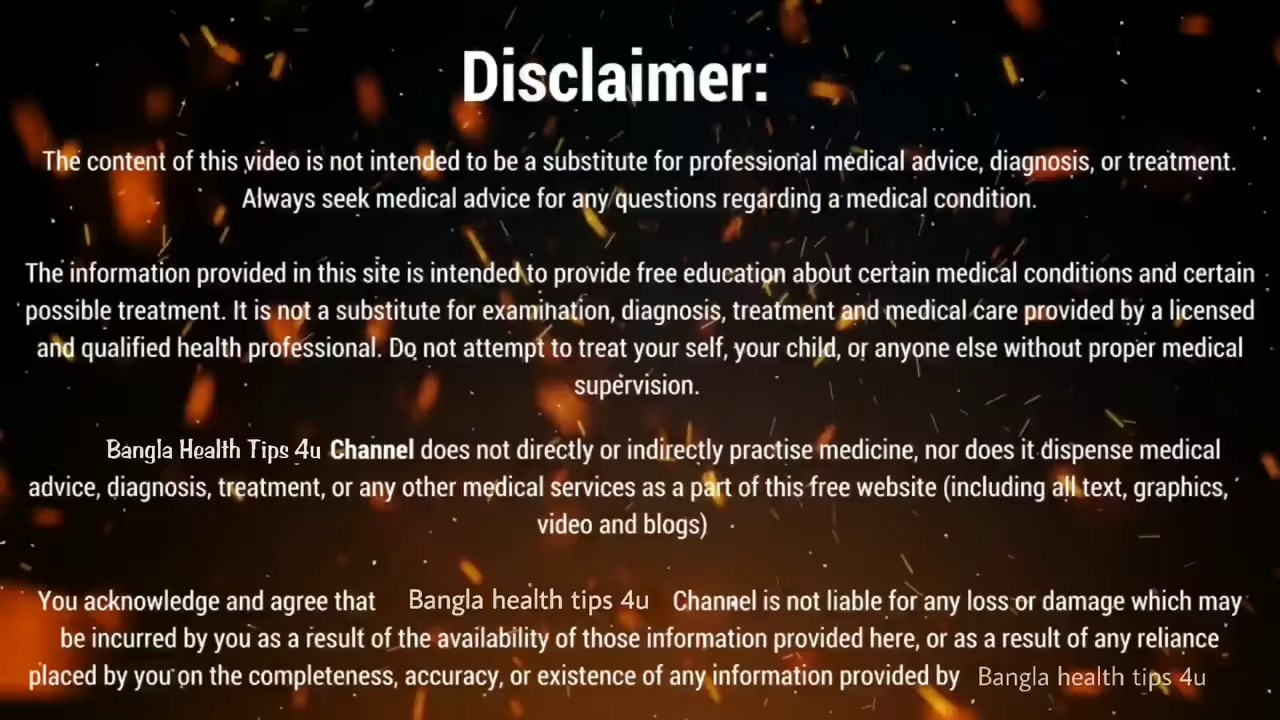 Disclaimer:
The content of this video is not intended to be a substitute for professional medical advice, diagnosis, or treatment.
Always seek medical advice for any questions regarding a medical condition.
The information provided in this site is intended to provide free education about certain medical conditions and certain
possible treatment. It is not a substitute for examination, diagnosis, treatment and medical care provided by a licensed
and qualified health professional. Do not attempt to treat your self, your child, or anyone else without proper medical
supervision.
Bangla Health Tips 4u Channel does not directly or indirectly practise medicine, nor does it dispense medical
advice, diagnosis, treatment, or any other medical services as a part of this free website (including all text, graphics,
video and blogs)
You acknowledge and agree that Bangla health tips 4u Channel is not liable for any loss or damage which may
be incurred by you as a result of the availability of those information provided here, or as a result of any reliance
placed by you on the completeness, accuracy, or existence of any information provided by Bangla health tips 4u